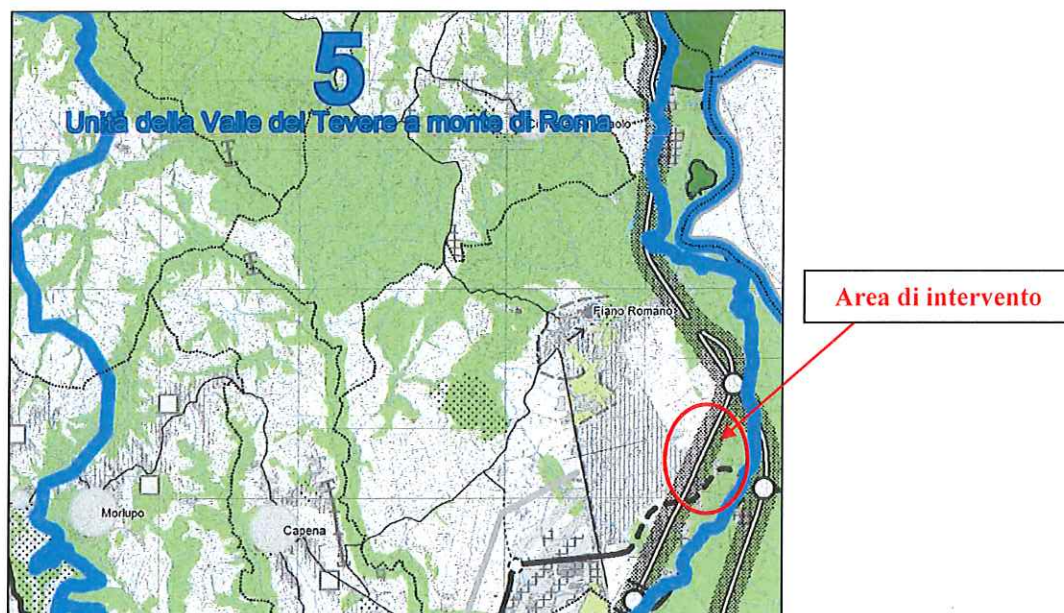 5
Unità della Valle del Tevere a monte di Roma
Fiano Romano
Area di intervento
Morlupo
Capena